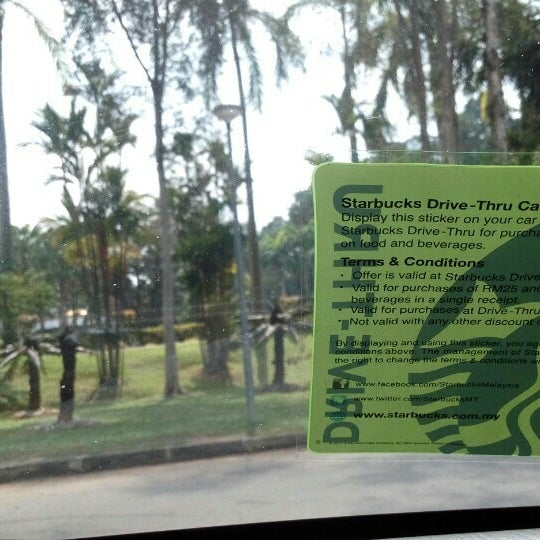 Starbucks Drive-Thru Ca
Display this sticker on your car
Starbucks Drive-Thru for purcha
on food and beverages.
Terms & Conditions
• Offer is valid at Starbucks Drive
• Valid for purchases of RM25 and
beverages in a single receipt.
• Valid for purchases at Drive-Thru
Not valid with any other discount o
By displaying and using this sticker, you ag
conditions above. The management of Sta
the right to change the terms & conditions wi
www.facebook.com/StarbucksMalaysia
www.twitter.com/StarbucksMY
www.starbucks.com.my
DRIVE-THRU